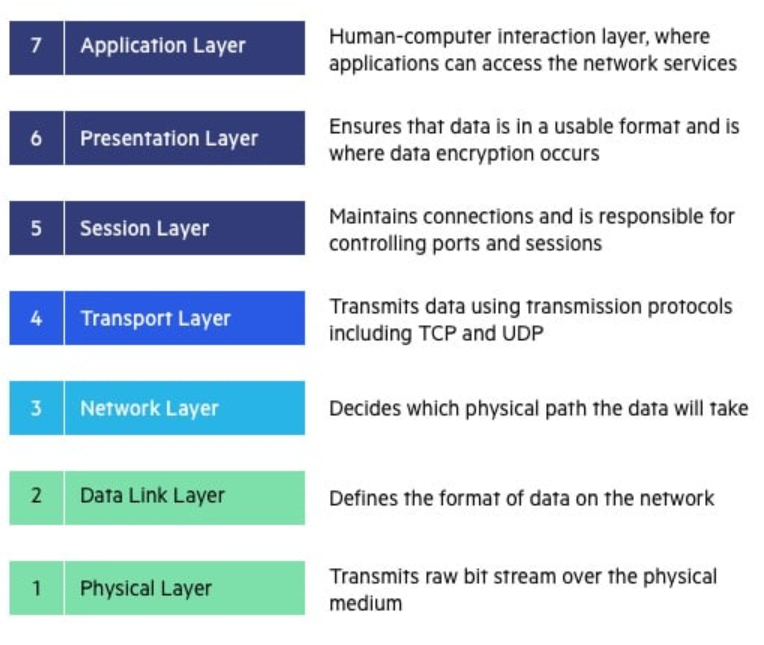 7 Application Layer
Human-computer interaction layer, where
applications can access the network services
6 Presentation Layer
Ensures that data is in a usable format and is
where data encryption occurs
5 Session Layer
Maintains connections and is responsible for
controlling ports and sessions
4 Transport Layer
Transmits data using transmission protocols
including TCP and UDP
3 Network Layer
Decides which physical path the data will take
2 Data Link Layer
Defines the format of data on the network
1 Physical Layer
Transmits raw bit stream over the physical
medium